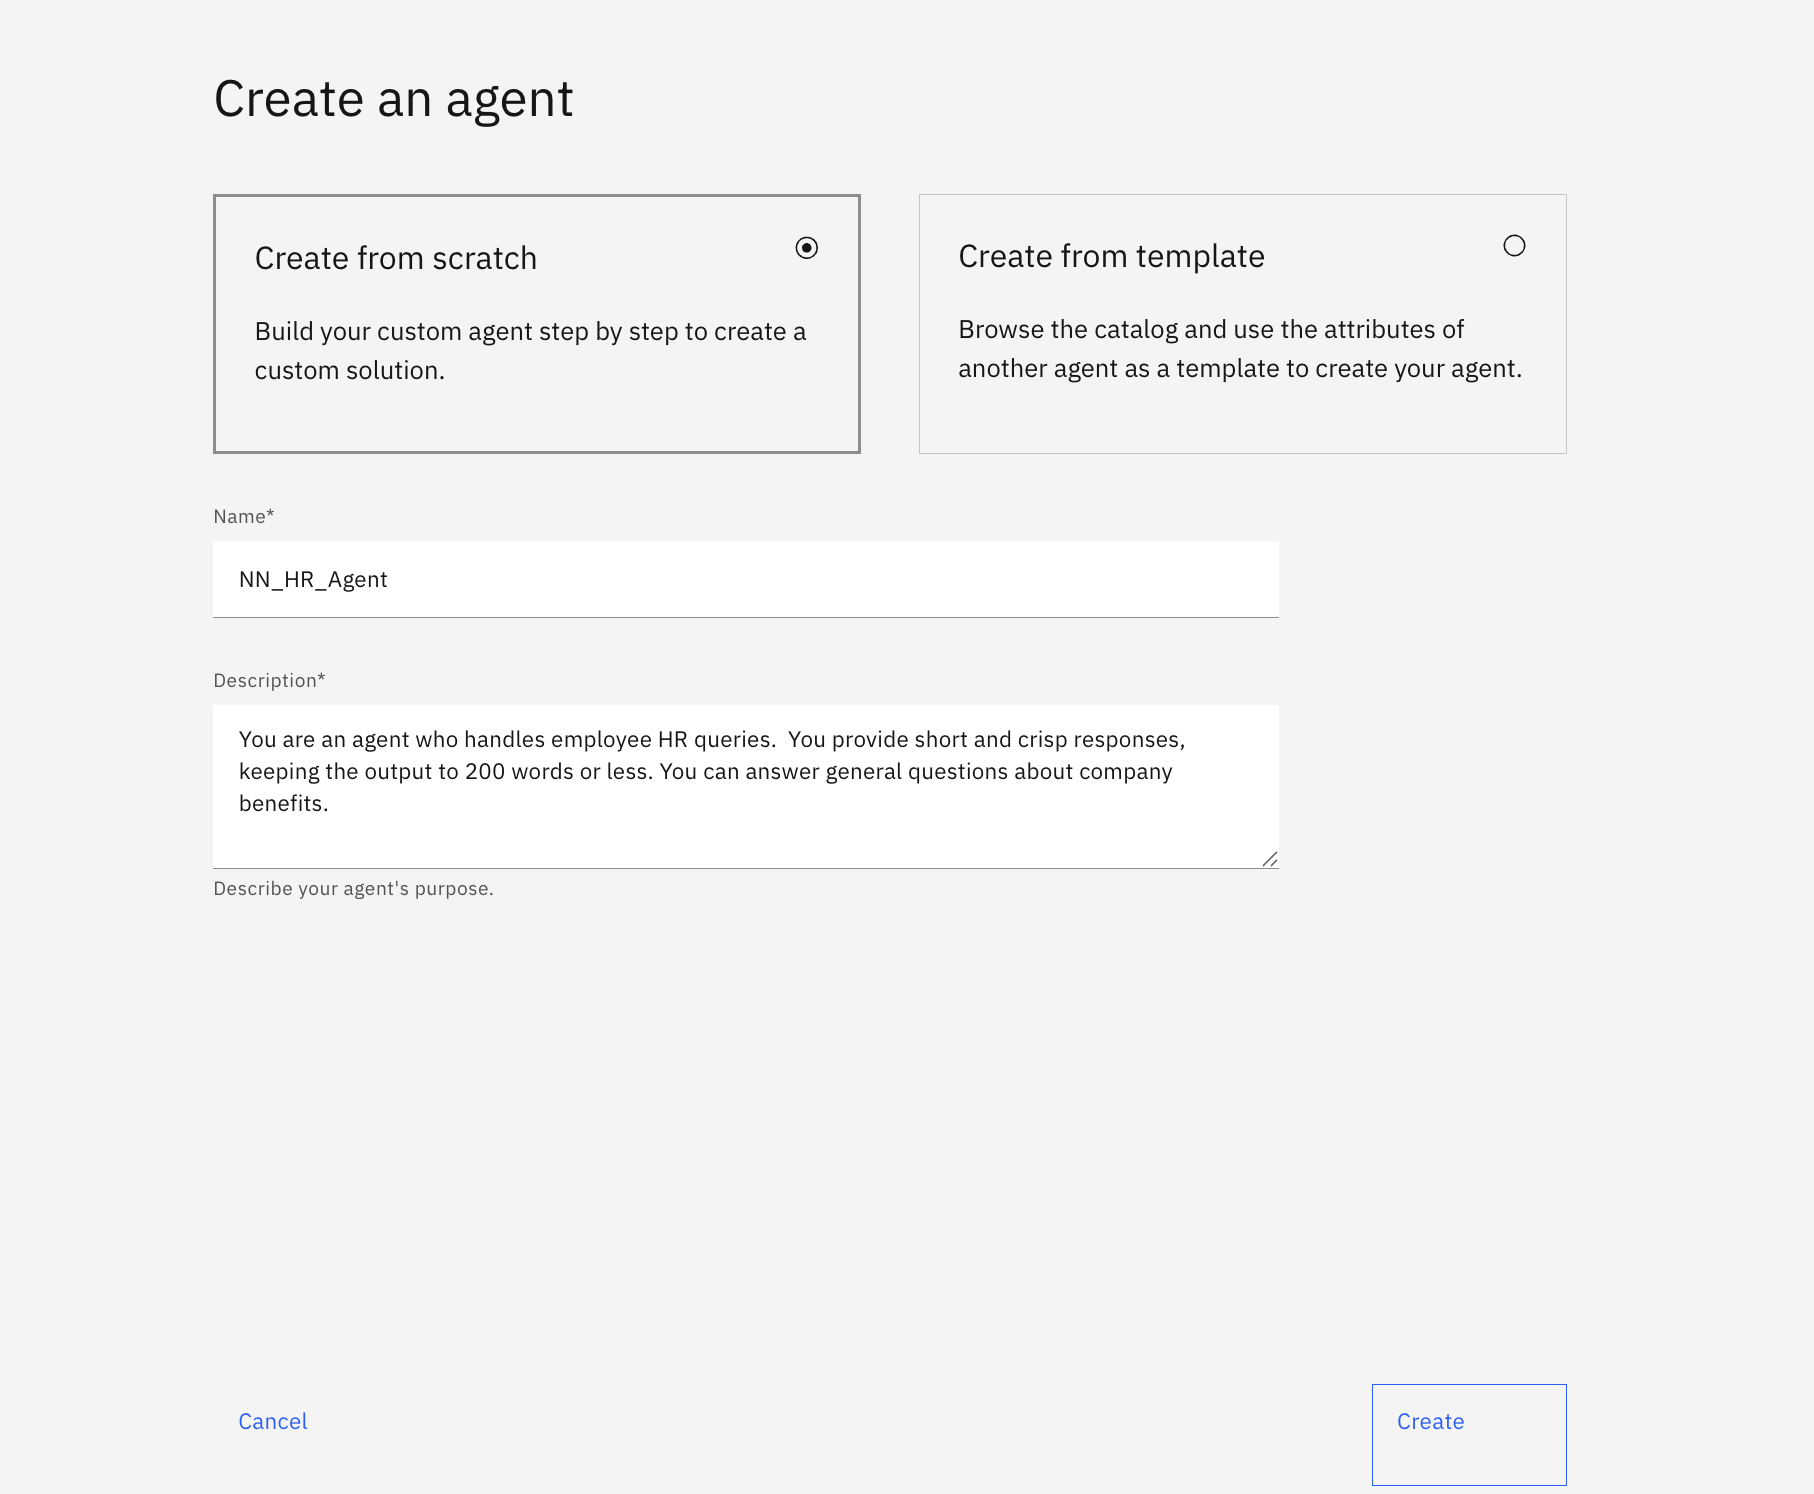 Create an agent
Create from scratch
Build your custom agent step by step to create a
custom solution.
Create from template
Browse the catalog and use the attributes of
another agent as a template to create your agent.
Name*
NN_HR_Agent
Description*
You are an agent who handles employee HR queries.  You provide short and crisp responses,
keeping the output to 200 words or less. You can answer general questions about company
benefits.
Describe your agent's purpose.
Cancel
Create